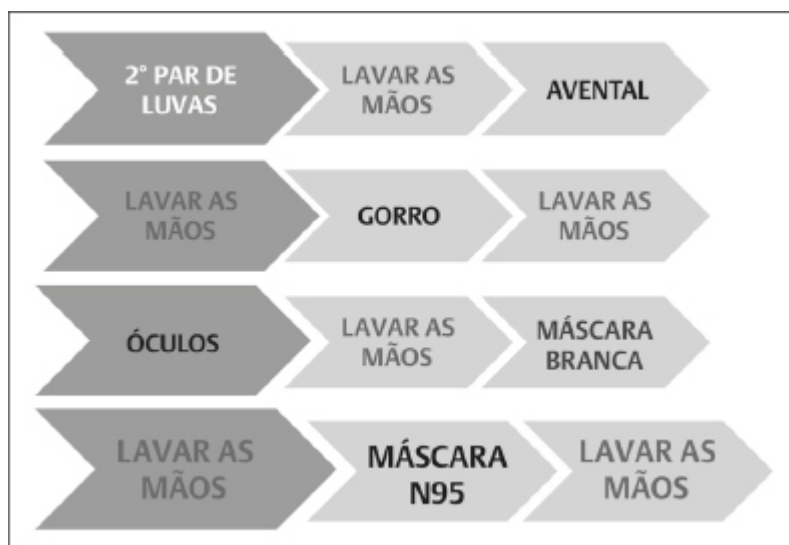 2° PAR DE
LUVAS
LAVAR AS
MÃOS
AVENTAL
LAVAR AS
MÃOS
GORRO
LAVAR AS
MÃOS
ÓCULOS
LAVAR AS
MÃOS
MÁSCARA
BRANCA
LAVAR AS
MÃOS
MÁSCARA
N95
LAVAR AS
MÃOS